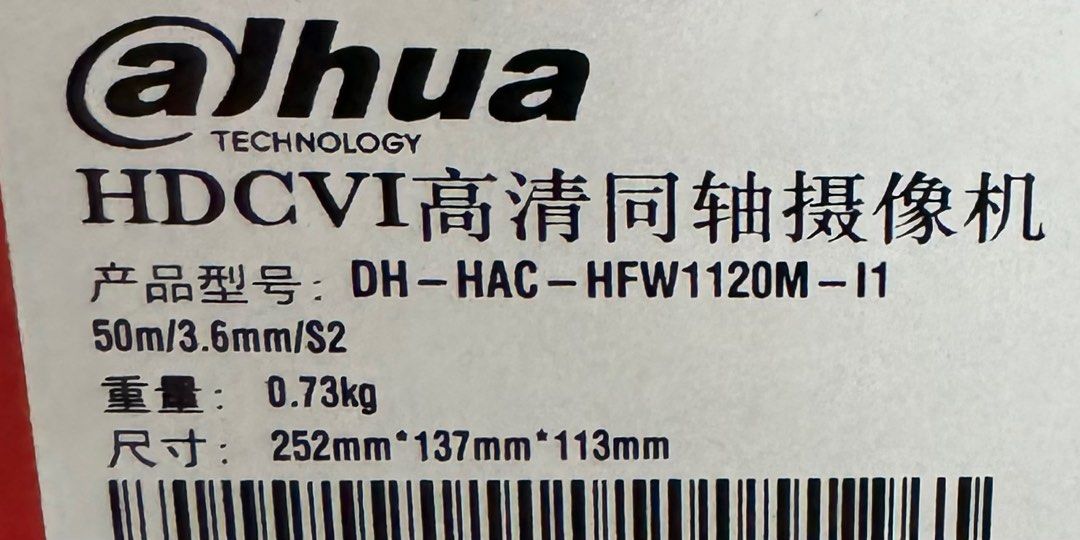 alhua
TECHNOLOGY
HDCVI高清同轴摄像机
产品型号：DH-HAC-HFW1120M-I1
50m/3.6mm/S2
重量：0.73kg
尺寸：252mm*137mm*113mm